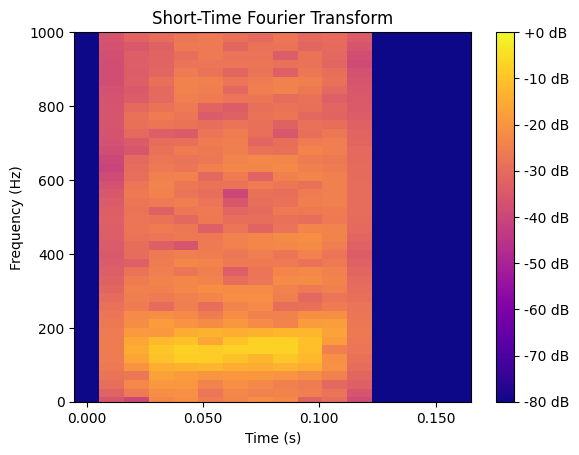 Short-Time Fourier Transform
1000
800
600
400
200
0
Frequency (Hz)
0.000
0.050
0.100
0.150
Time (s)
+0 dB
-10 dB
-20 dB
-30 dB
-40 dB
-50 dB
-60 dB
-70 dB
-80 dB